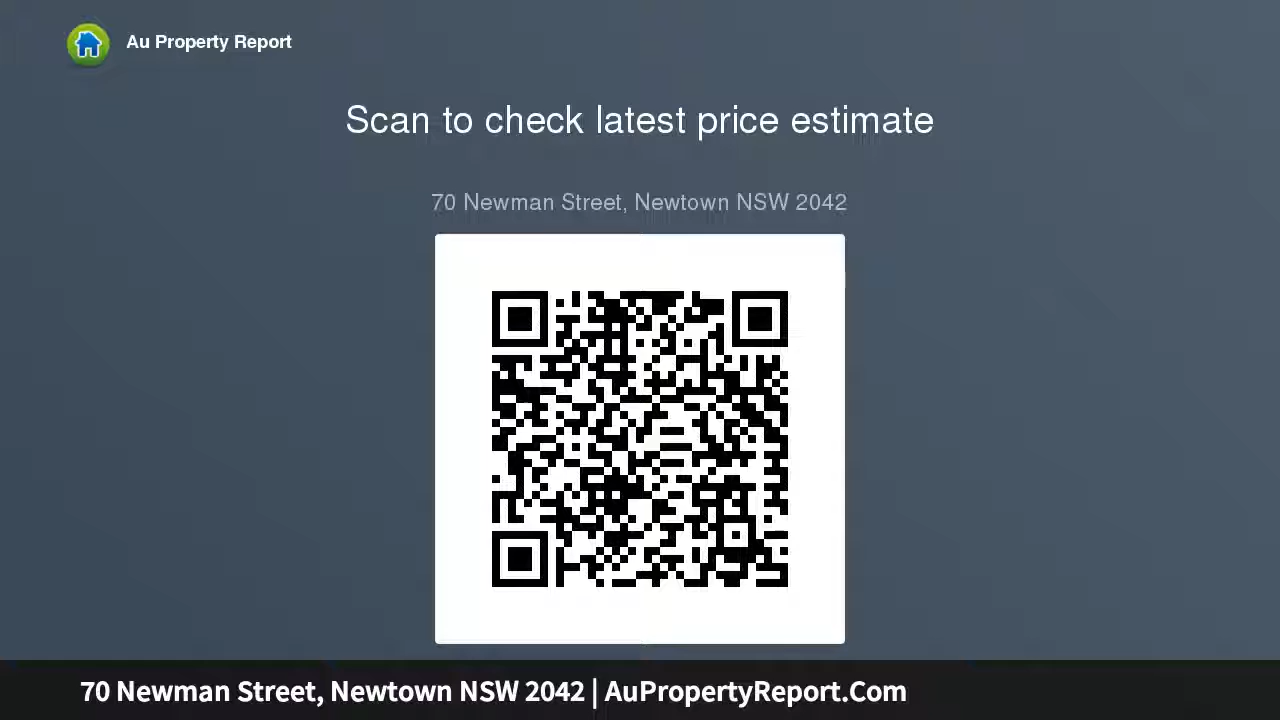 Au Property Report
Scan to check latest price estimate
70 Newman Street, Newtown NSW 2042
70 Newman Street, Newtown NSW 2042 | AuPropertyReport.Com